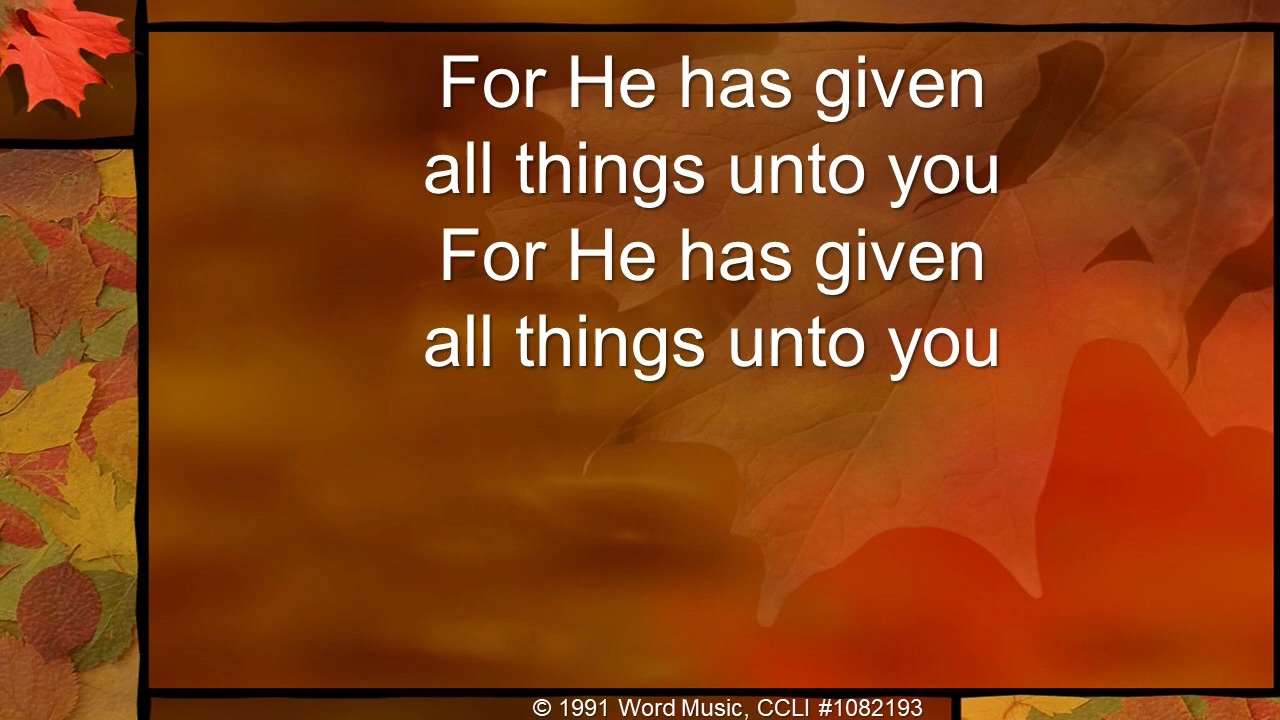 For He has given
all things unto you
For He has given
all things unto you
© 1991 Word Music, CCLI #1082193